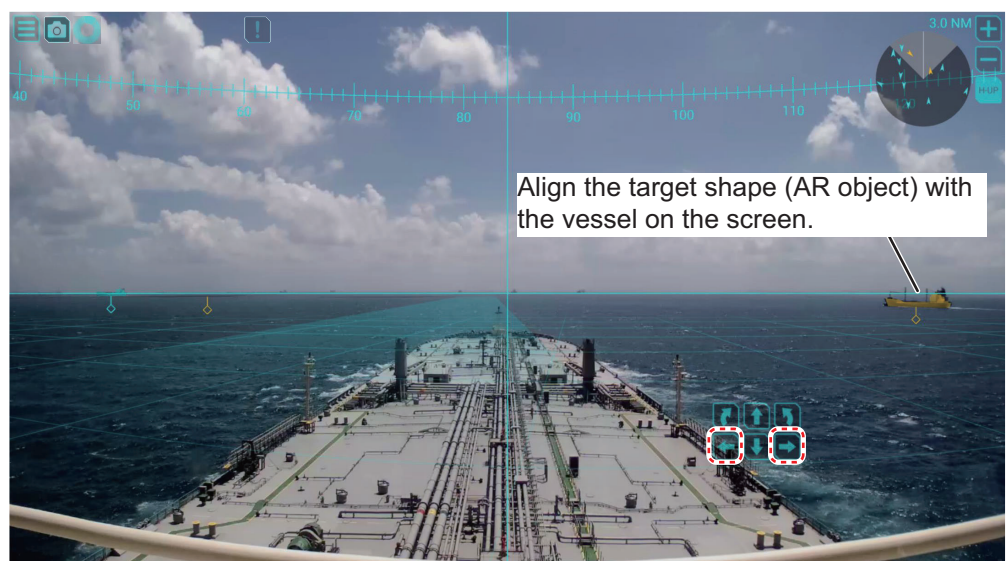 3.0 NM
H-UP
40
50
60
70
80
90
100
110
120
Align the target shape (AR object) with
the vessel on the screen.